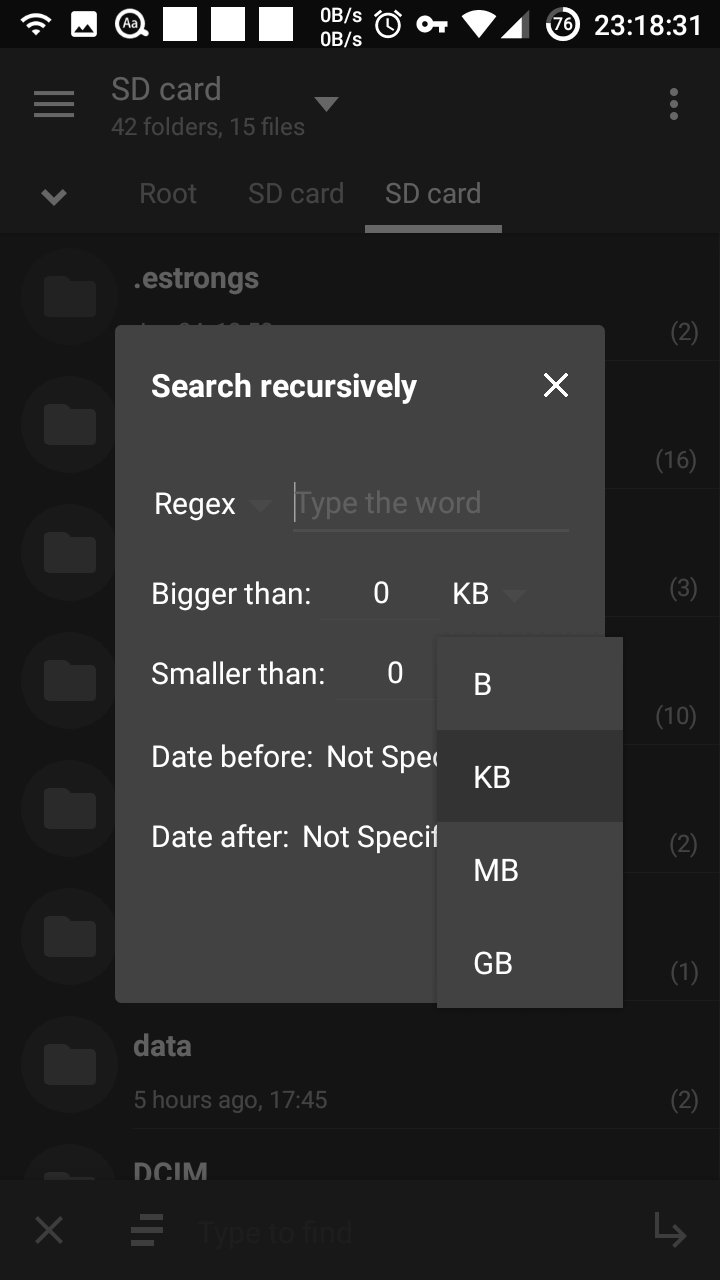 0B/s
0B/s
Aa
76
23:18:31
SD card
42 folders, 15 files
Root
SD card
SD card
.estrongs
(2)
Search recursively
(16)
Regex
Type the word
(3)
Bigger than:
0
KB
Smaller than:
0
B
(10)
Date before: Not Spec
KB
Date after: Not Specif
(2)
MB
GB
(1)
data
5 hours ago, 17:45
(2)
DCIM
Type to find